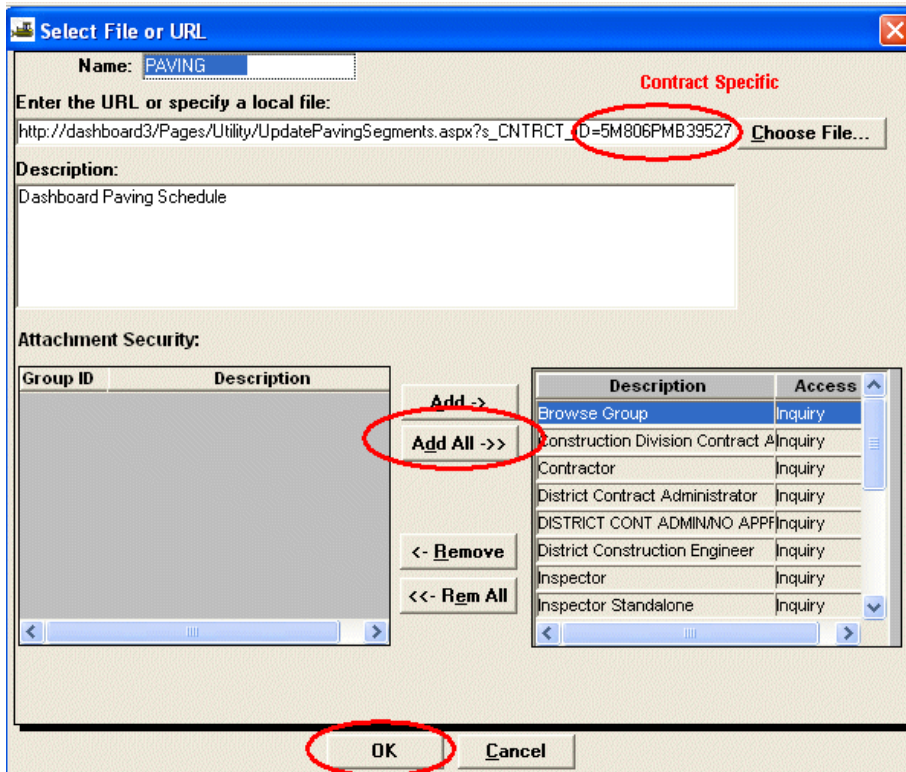 Select File or URL
Name: PAVING
Contract Specific
Enter the URL or specify a local file:
http://dashboard3/Pages/Utility/UpdatePavingSegments.aspx?s_CNTRCT_ID=5M806PMB39527 Choose File...
Description:
Dashboard Paving Schedule
Attachment Security:
Group ID Description
Add ->
Add All ->>
<- Remove
<<- Rem All
Description Access
Browse Group Inquiry
Construction Division Contract A Inquiry
Contractor Inquiry
District Contract Administrator Inquiry
DISTRICT CONT ADMIN/NO APPR Inquiry
District Construction Engineer Inquiry
Inspector Inquiry
Inspector Standalone Inquiry
OK Cancel